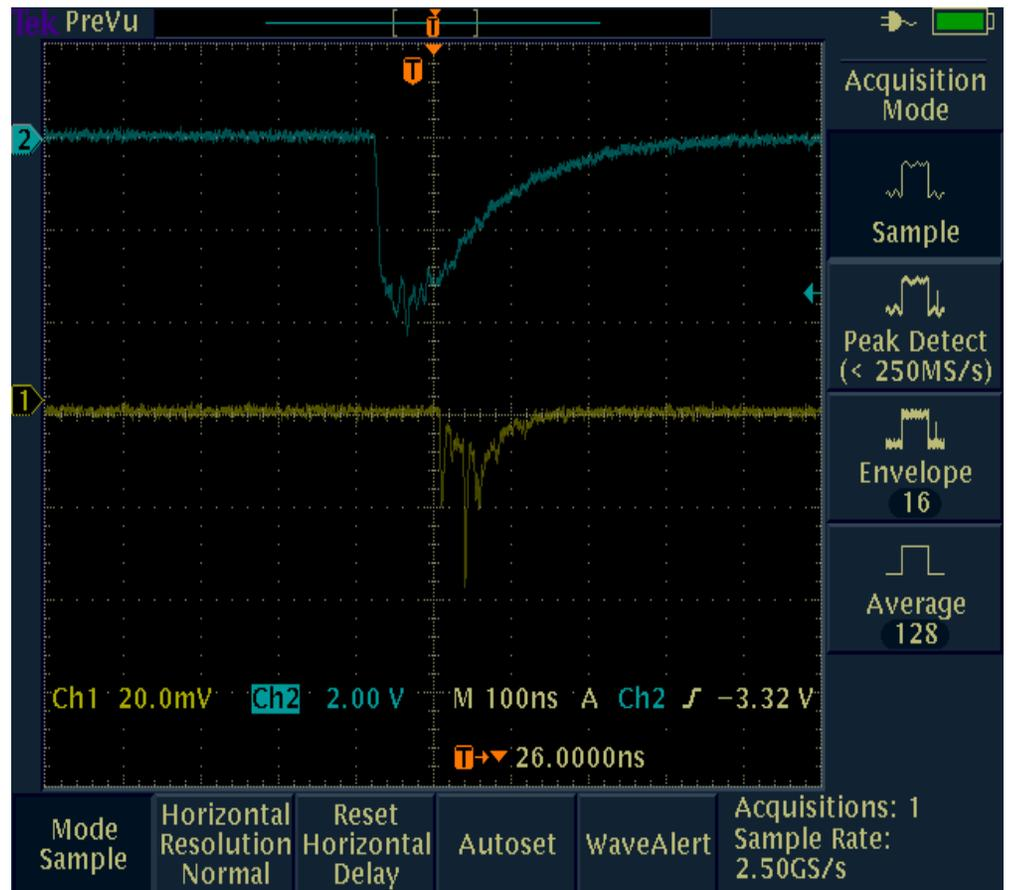 Tek PreVu
T
T
Acquisition
Mode
2
Sample
Peak Detect
(< 250MS/s)
1
Envelope
16
Average
128
Ch1 20.0mV Ch2 2.00 V M 100ns A Ch2 -3.32 V
T 26.0000ns
Mode
Sample
Horizontal
Resolution
Normal
Reset
Horizontal
Delay
Autoset
WaveAlert
Acquisitions: 1
Sample Rate:
2.50GS/s